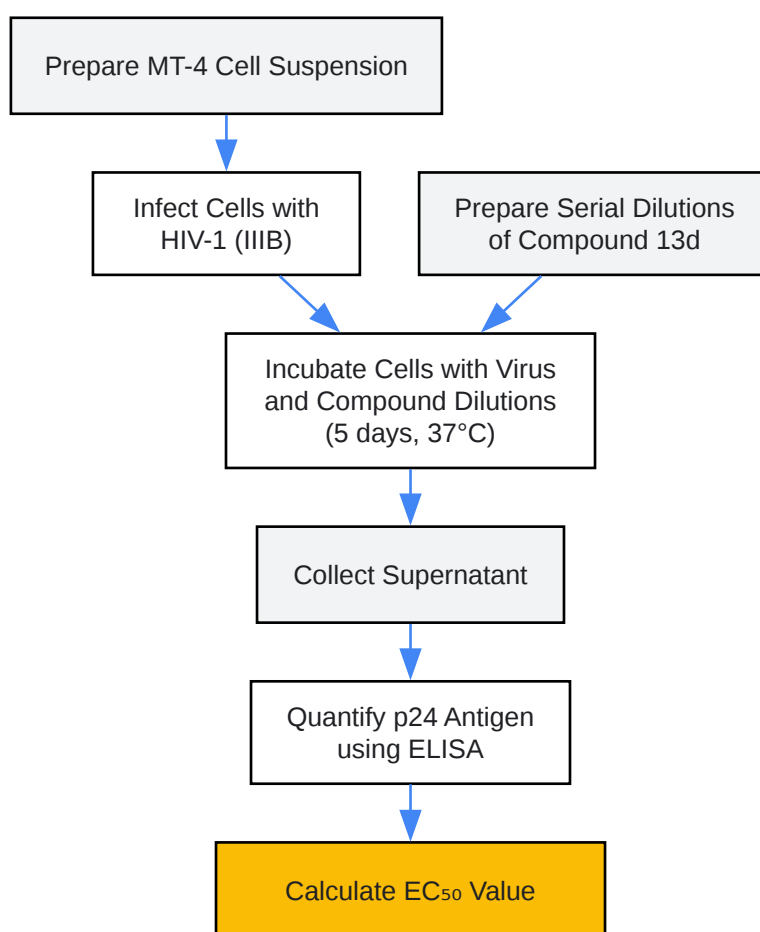 Prepare MT-4 Cell Suspension
Infect Cells with
HIV-1 (IIIB)
Prepare Serial Dilutions
of Compound 13d
Incubate Cells with Virus
and Compound Dilutions
(5 days, 37°C)
Collect Supernatant
Quantify p24 Antigen
using ELISA
Calculate EC₅₀ Value